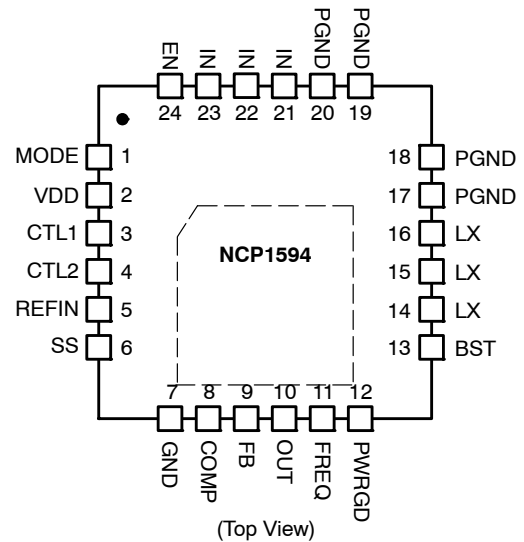 EN IN IN IN PGND PGND
24 23 22 21 20 19
MODE 1
VDD 2
CTL1 3
CTL2 4
REFIN 5
SS 6
18 PGND
17 PGND
16 LX
15 LX
14 LX
13 BST
NCP1594
7 8 9 10 11 12
GND COMP FB OUT FREQ PWRGD
(Top View)